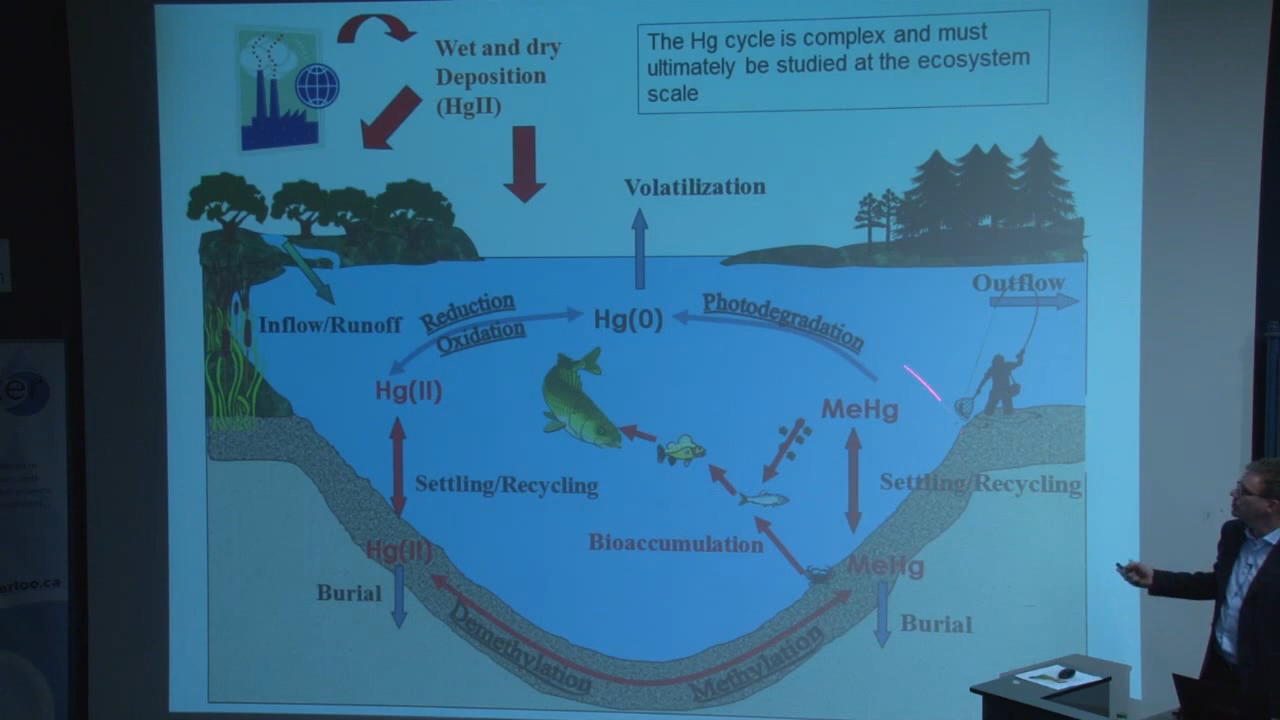 Wet and dry
Deposition
(HgII)
The Hg cycle is complex and must
ultimately be studied at the ecosystem
scale
Volatilization
Outflow
Inflow/Runoff
Reduction
Oxidation
Hg(0)
Photodegradation
Hg(II)
MeHg
Settling/Recycling
Settling/Recycling
Bioaccumulation
Hg(II)
MeHg
Burial
Burial
Demethylation
Methylation
erloo.ca